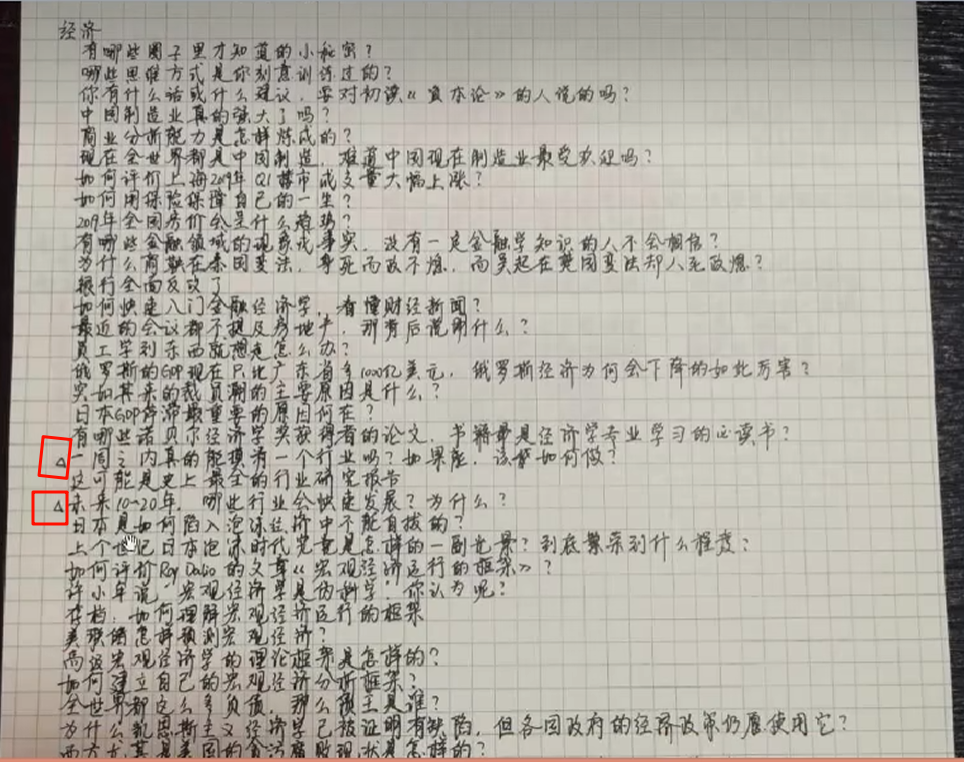 经济
有哪些圈子里才知道的小秘密？
哪些思维方式是你刻意训练过的？
你有什么话或什么建议，要对初读《资本论》的人说的吗？
中国制造业真的强大了吗？
商业分析能力是怎样炼成的？
现在全世界都是中国制造，难道中国现在制造业最受欢迎吗？
如何评价上海2019年Q1楼市成交量大幅上涨？
如何用保险保障自己的一生？
2019年全国房价会呈什么趋势？
有哪些金融领域的现象或事实，没有一定金融学知识的人不会相信？
为什么商鞅在秦国变法，身死而政不熄，而吴起在楚国变法却人死政熄？
银行全面反攻了
如何快速入门金融经济学，看懂财经新闻？
最近的会议都不提及房地产，那背后说明什么？
员工学到东西就想走怎么办？
俄罗斯的GDP现在只比广东省多1000亿美元，俄罗斯经济为何会下降的如此厉害？
突如其来的裁员潮的主要原因是什么？
日本GDP停滞最重要的原因何在？
有哪些诺贝尔经济学奖获得者的论文、书籍最是经济学专业学习的必读书？
△一周之内真的能摸清一个行业吗？如果能，该如何做？
这可能是史上最全的行业研究报告
△未来10-20年，哪些行业会快速发展？为什么？
日本是如何陷入泡沫经济中不能自拔的？
上个世纪日本泡沫时代究竟是怎样的一副光景？到底繁荣到什么程度？
如何评价Ray Dalio的文章《宏观经济运行的框架》？
许小年说“宏观经济学是伪科学”你认为呢？
存档：如何理解宏观经济运行的框架
美联储怎样预测宏观经济？
高级宏观经济学的理论框架是怎样的？
如何建立自己的宏观经济分析框架？
全世界都这么多负债，那么债主是谁？
为什么凯恩斯主义经济学已被证明有缺陷，但各国政府的经济政策仍屡使用它？
西方尤其是美国的贪污腐败现状是怎样的？